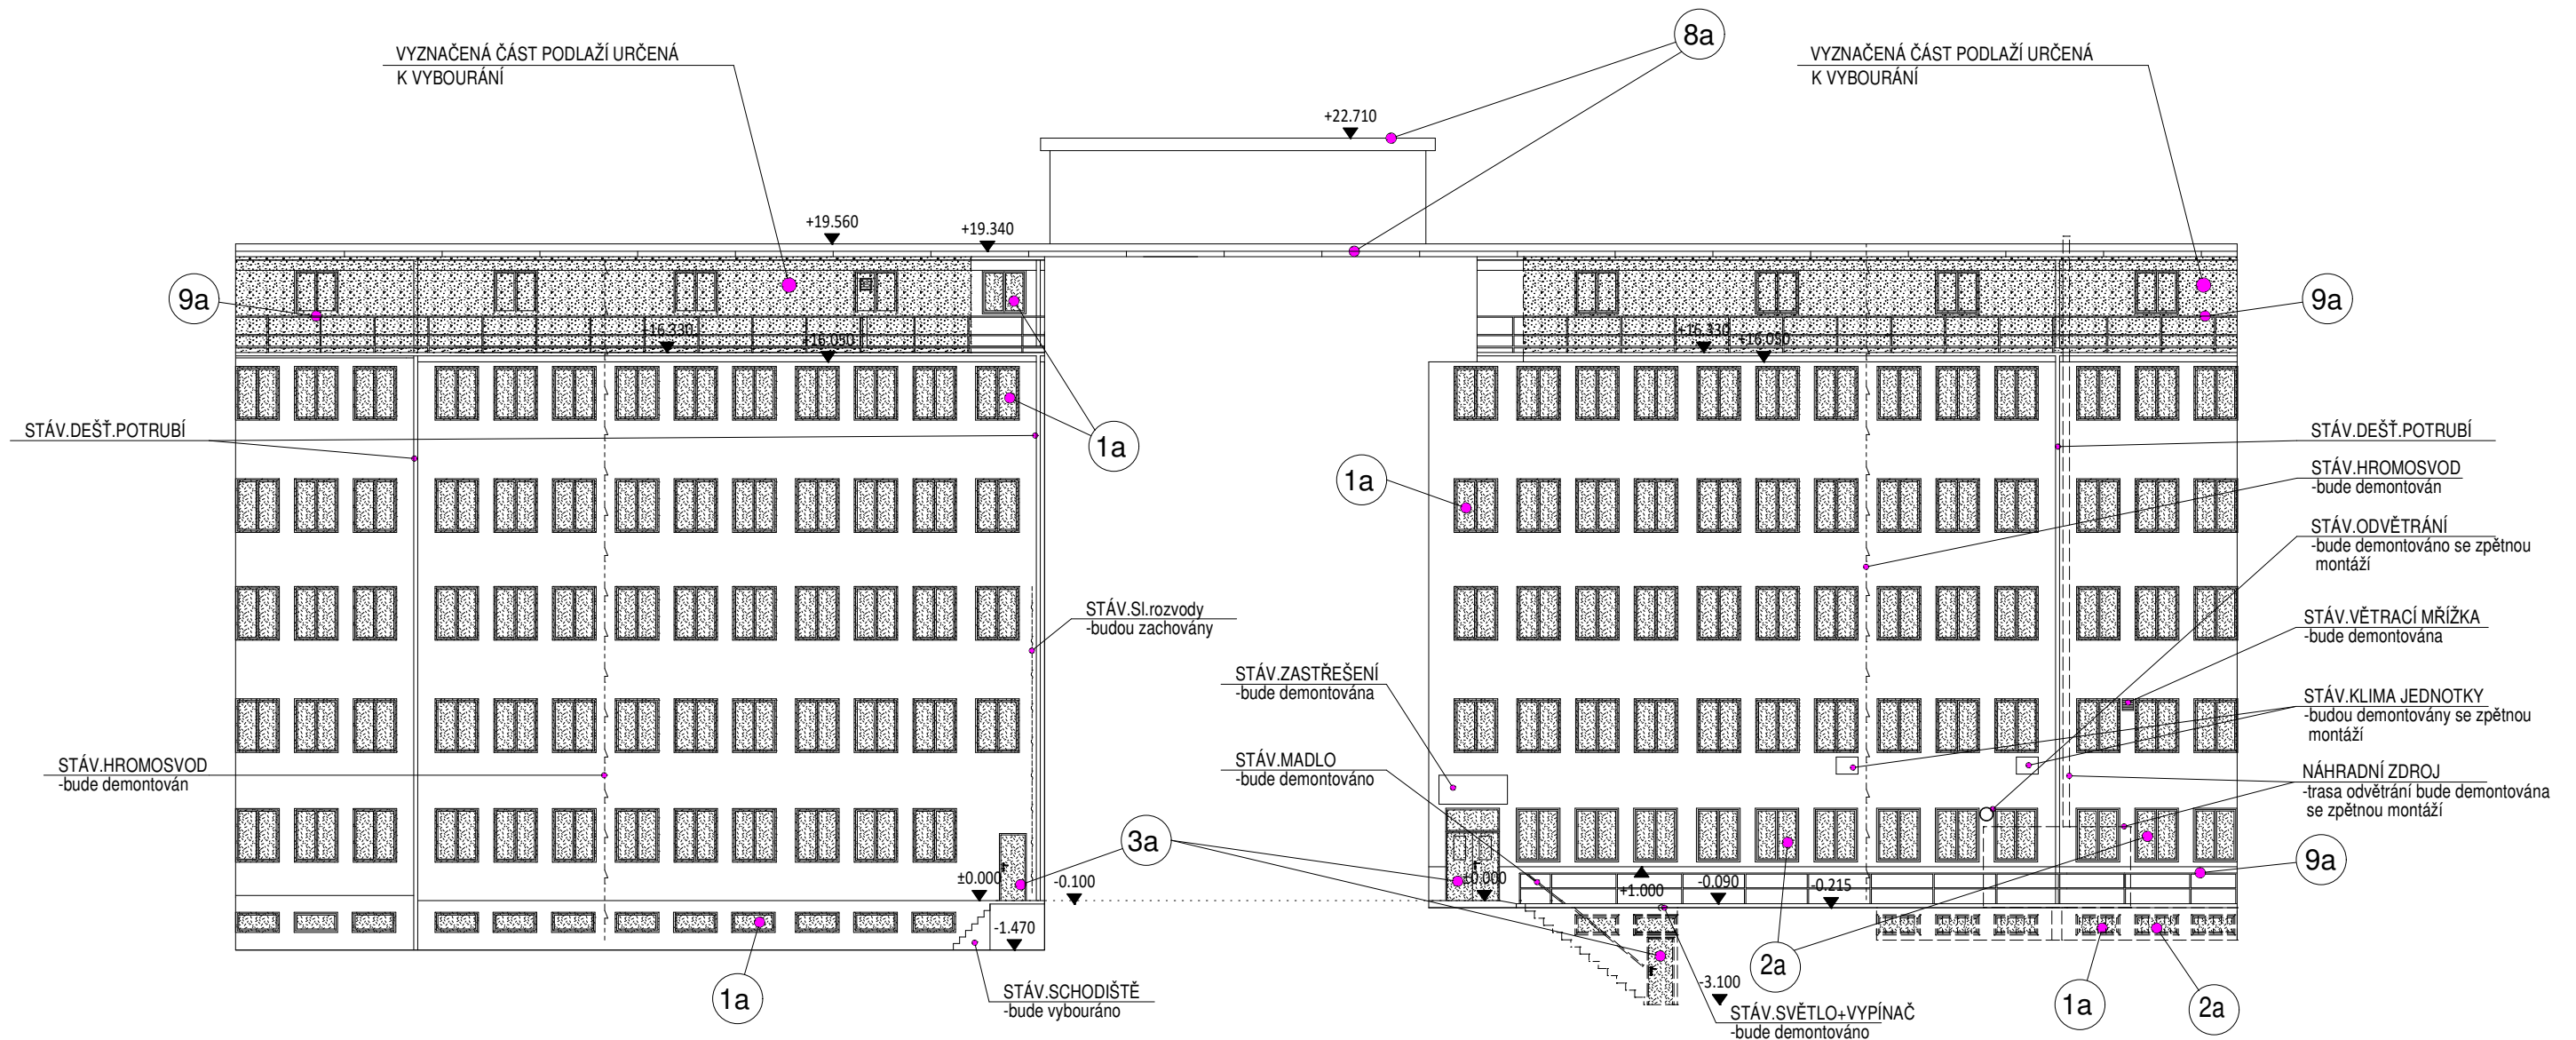 8a
VYZNAČENÁ ČÁST PODLAŽÍ URČENÁ
K VYBOURÁNÍ
VYZNAČENÁ ČÁST PODLAŽÍ URČENÁ
K VYBOURÁNÍ
+22.710
+19.560
+19.340
9a
9a
+16.330
+16.050
+16.330
+16.050
STÁV.DEŠŤ.POTRUBÍ
1a
1a
STÁV.DEŠŤ.POTRUBÍ
STÁV.HROMOSVOD
-bude demontován
STÁV.ODVĚTRÁNÍ
-bude demontováno se zpětnou
montáží
STÁV.Sl.rozvody
-budou zachovány
STÁV.VĚTRACÍ MŘÍŽKA
-bude demontována
STÁV.ZASTŘEŠENÍ
-bude demontována
STÁV.KLIMA JEDNOTKY
-budou demontovány se zpětnou
montáží
STÁV.HROMOSVOD
-bude demontován
STÁV.MADLO
-bude demontováno
NÁHRADNÍ ZDROJ
-trasa odvětrání bude demontována
se zpětnou montáží
3a
9a
±0.000
-0.100
±0.000
+1.000
-0.090
-0.215
-1.470
1a
STÁV.SCHODIŠTĚ
-bude vybouráno
2a
-3.100
STÁV.SVĚTLO+VYPÍNAČ
-bude demontováno
1a
2a